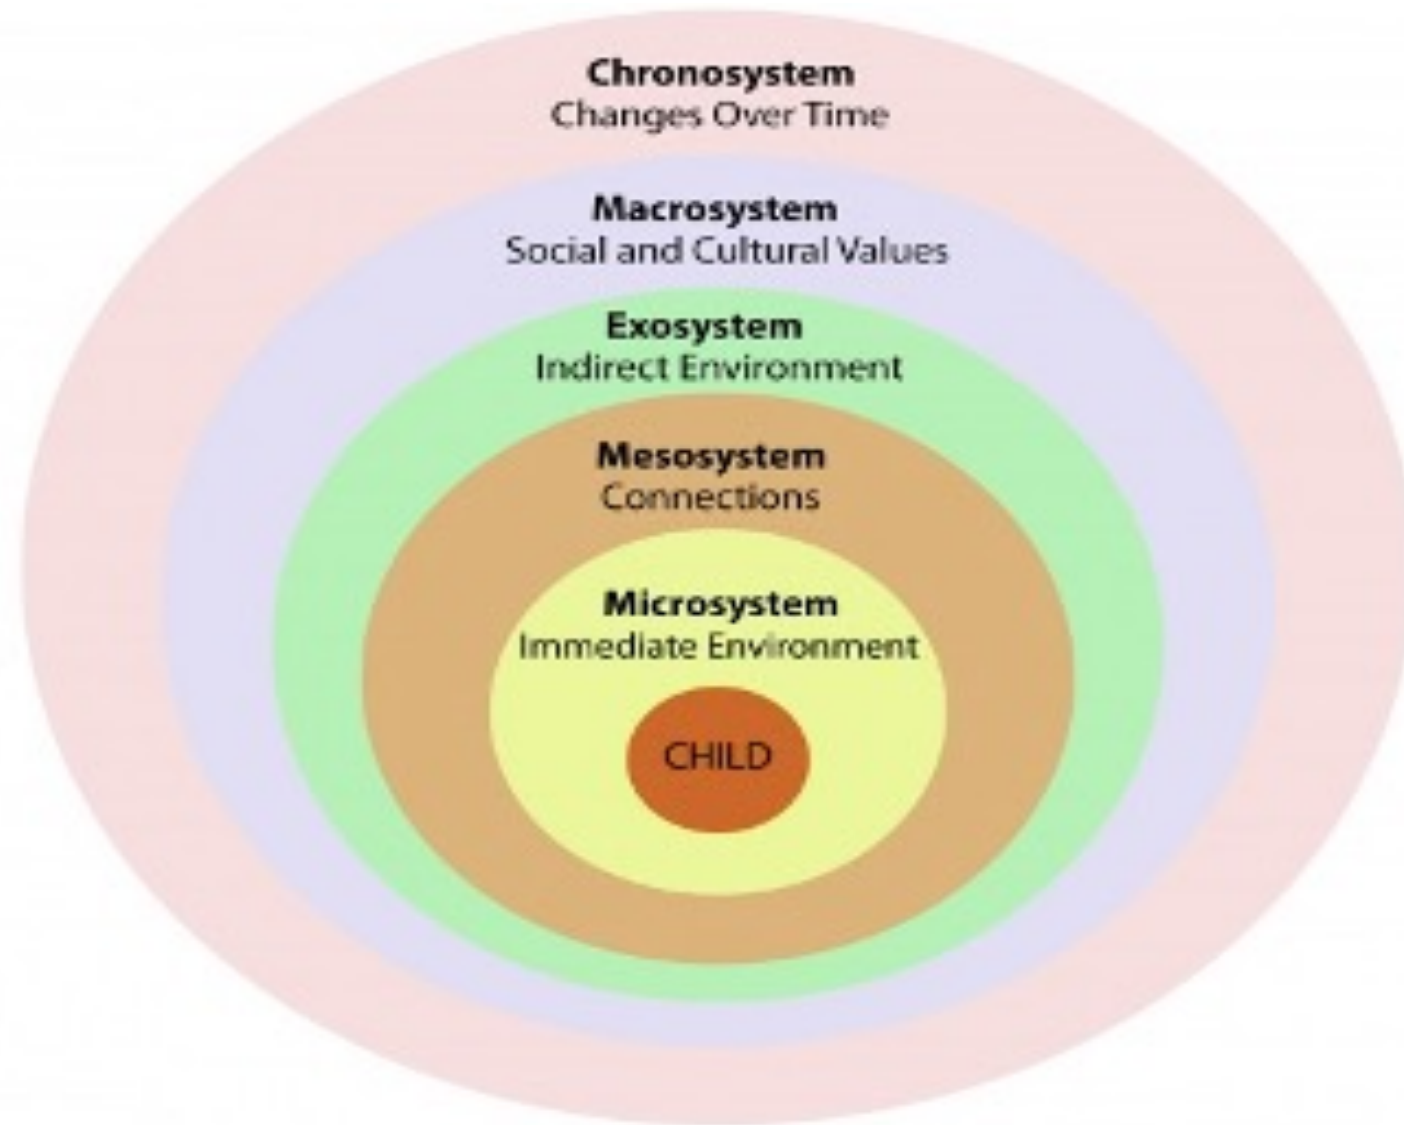 Chronosystem
Changes Over Time
Macrosystem
Social and Cultural Values
Exosystem
Indirect Environment
Mesosystem
Connections
Microsystem
Immediate Environment
CHILD